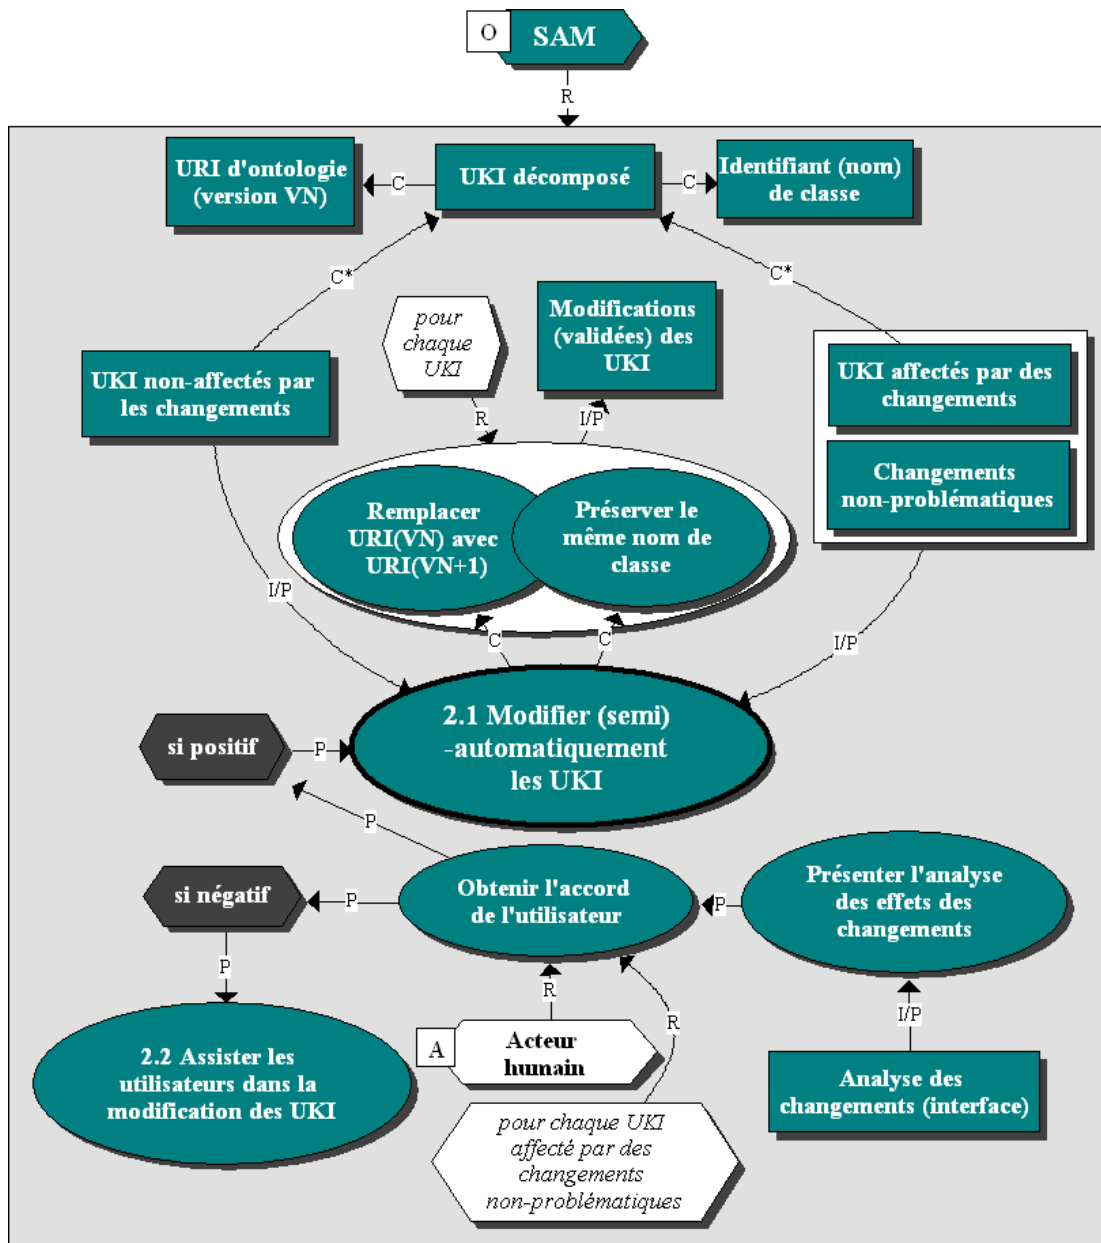 O
SAM
R
URI d'ontologie
(version VN)
C
UKI décomposé
C
Identifiant (nom)
de classe
C*
C*
pour
chaque
UKI
Modifications
(validées) des
UKI
UKI non-affectés par
les changements
UKI affectés par des
changements
Changements
non-problématiques
R
I/P
Remplacer
URI(VN) avec
URI(VN+1)
Préserver le
même nom de
classe
I/P
I/P
C
C
2.1 Modifier (semi)
-automatiquement
les UKI
si positif
P
P
si négatif
P
Obtenir l'accord
de l'utilisateur
P
Présenter l'analyse
des effets des
changements
P
R
R
I/P
2.2 Assister les
utilisateurs dans la
modification des UKI
A
Acteur
humain
Analyse des
changements (interface)
pour chaque UKI
affecté par des
changements
non-problématiques